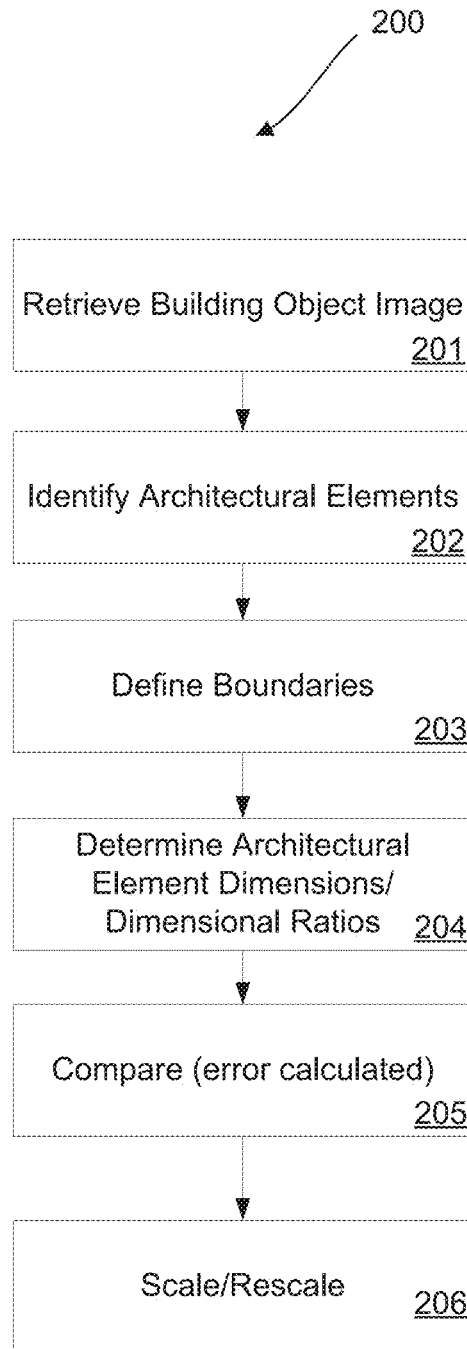 200
Retrieve Building Object Image
201
Identify Architectural Elements
202
Define Boundaries
203
Determine Architectural
Element Dimensions/
Dimensional Ratios
204
Compare (error calculated)
205
Scale/Rescale
206